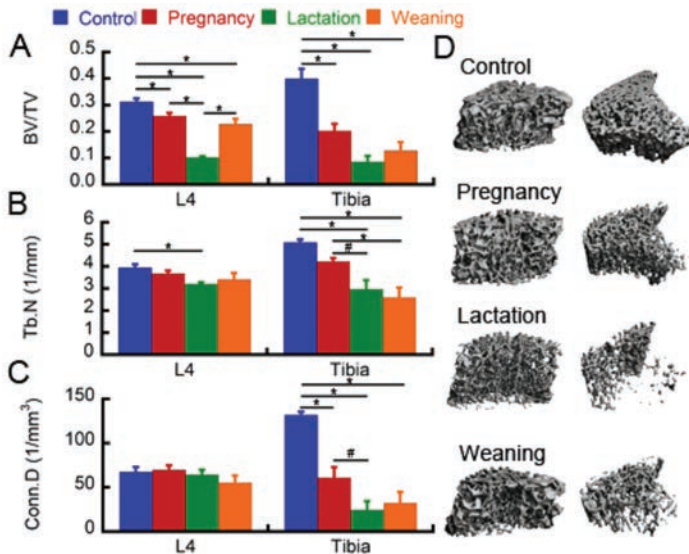 Control Pregnancy Lactation Weaning
A
BV/TV
0.5
0.4
0.3
0.2
0.1
0.0
* * * * *
* * *
L4 Tibia
B
Tb.N (1/mm)
6
5
4
3
2
1
0
*
* * * #
L4 Tibia
C
Conn.D (1/mm³)
150
100
50
0
* * * #
L4 Tibia
D
Control
Pregnancy
Lactation
Weaning